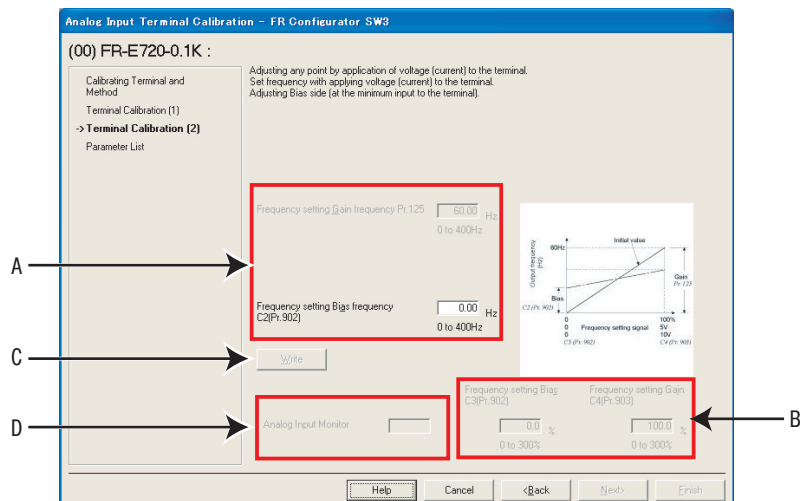 Analog Input Terminal Calibration - FR Configurator SW3
(00) FR-E720-0.1K :
Calibrating Terminal and
Method
Terminal Calibration (1)
-> Terminal Calibration (2)
Parameter List
Adjusting any point by application of voltage (current) to the terminal.
Set frequency with applying voltage (current) to the terminal.
Adjusting Bias side (at the minimum input to the terminal).
A
Frequency setting Gain frequency Pr.125
60.00 Hz
0 to 400Hz
Frequency setting Bias frequency
C2(Pr.902)
0.00 Hz
0 to 400Hz
Output frequency
(Hz)
60Hz
Initial value
Gain
Pr.125
Bias
C2 (Pr. 902)
0 100%
0 Frequency setting signal 5V
0 10V
C3 (Pr. 902) C4 (Pr. 903)
C
Write
D
Analog Input Monitor
Frequency setting Bias
C3(Pr.902)
0.0 %
0 to 300%
Frequency setting Gain
C4(Pr.903)
100.0 %
0 to 300%
B
Help Cancel <Back Next> Finish